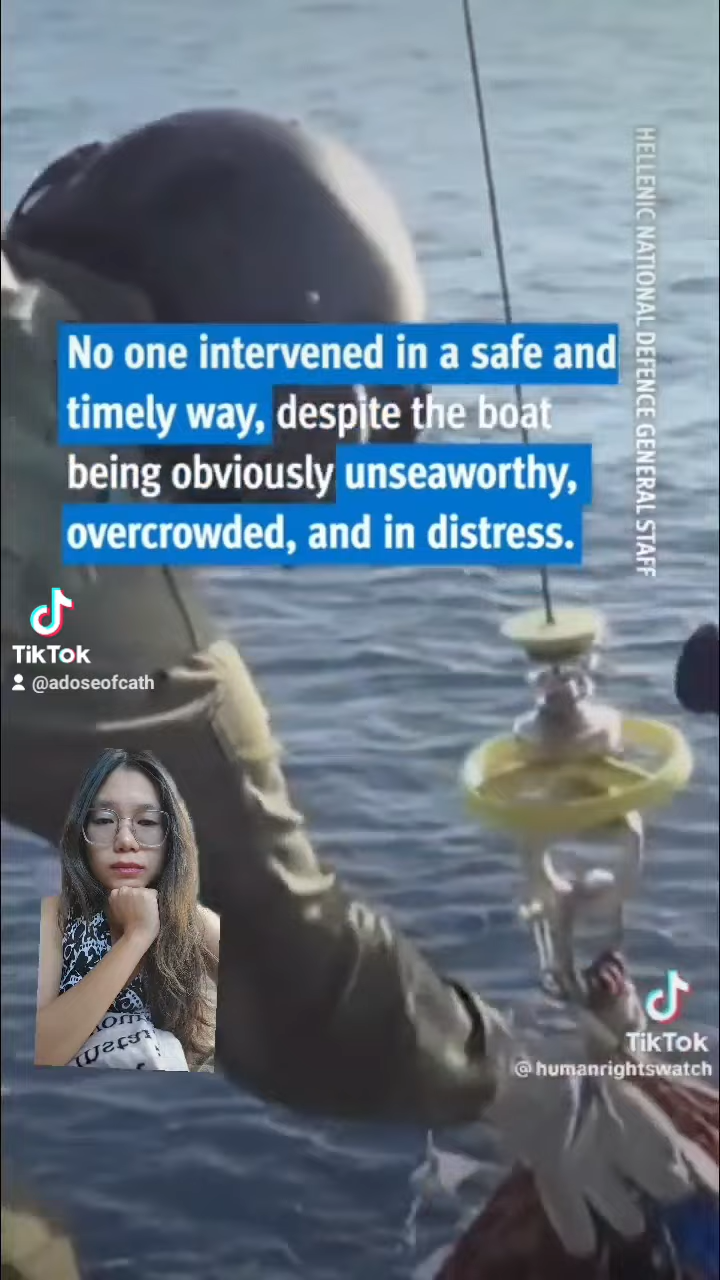 HELLENIC NATIONAL DEFENCE GENERAL STAFF
No one intervened in a safe and
timely way, despite the boat
being obviously unseaworthy,
overcrowded, and in distress.
TikTok
@adoseofcath
TikTok
@humanrightswatch